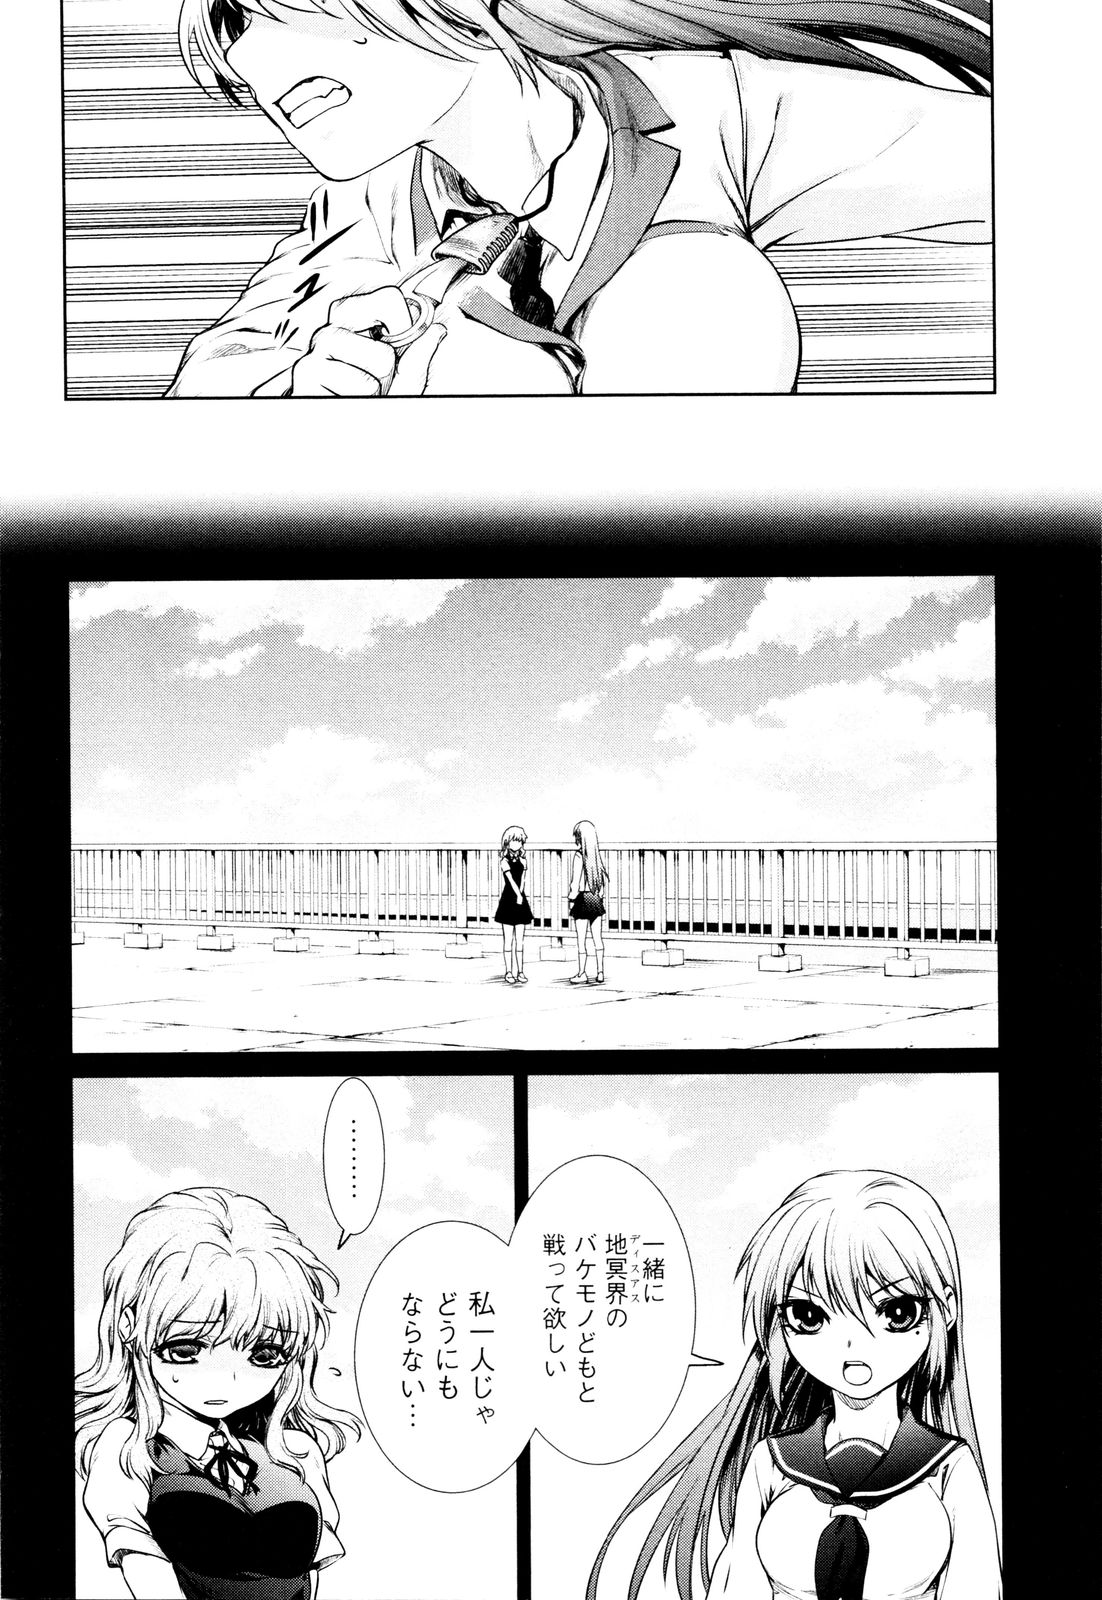 一緒に
地冥界の
ディスアス
バケモノどもと
戦って欲しい
私一人じゃ
どうにも
ならない…
………